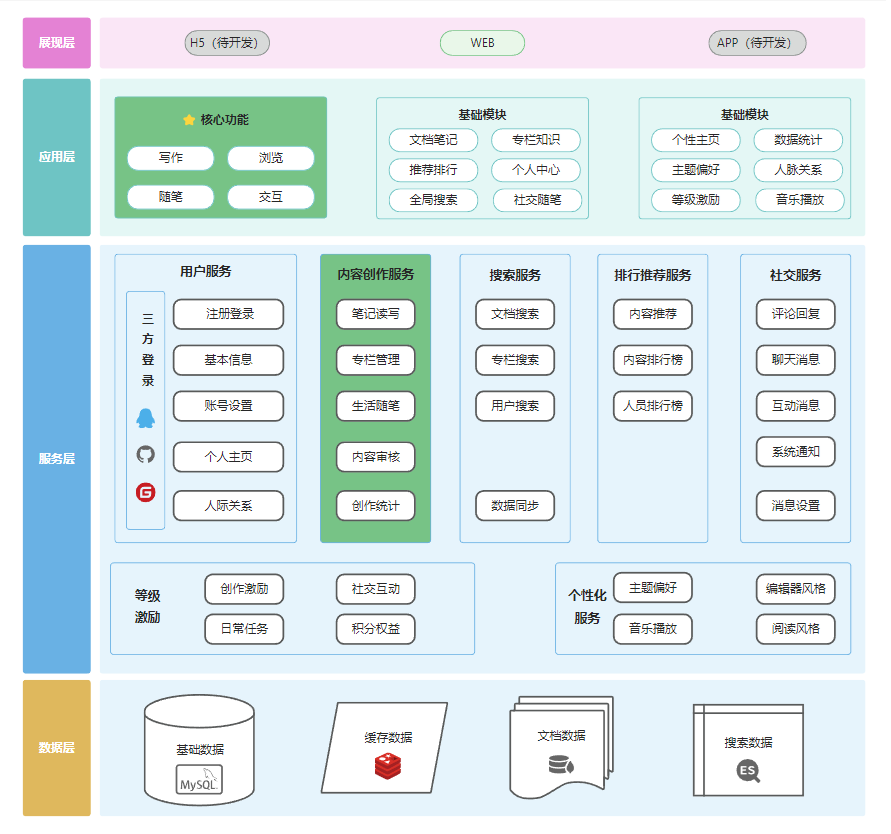 展现层
H5（待开发）
WEB
APP（待开发）
应用层
核心功能
写作
浏览
随笔
交互
基础模块
文档笔记
专栏知识
推荐排行
个人中心
全局搜索
社交随笔
基础模块
个性主页
数据统计
主题偏好
人脉关系
等级激励
音乐播放
服务层
用户服务
三
方
登
录
注册登录
基本信息
账号设置
个人主页
人际关系
内容创作服务
笔记读写
专栏管理
生活随笔
内容审核
创作统计
搜索服务
文档搜索
专栏搜索
用户搜索
数据同步
排行推荐服务
内容推荐
内容排行榜
人员排行榜
社交服务
评论回复
聊天消息
互动消息
系统通知
消息设置
等级
激励
创作激励
社交互动
日常任务
积分权益
个性化
服务
主题偏好
编辑器风格
音乐播放
阅读风格
数据层
基础数据
MySQL
缓存数据
文档数据
搜索数据
ES